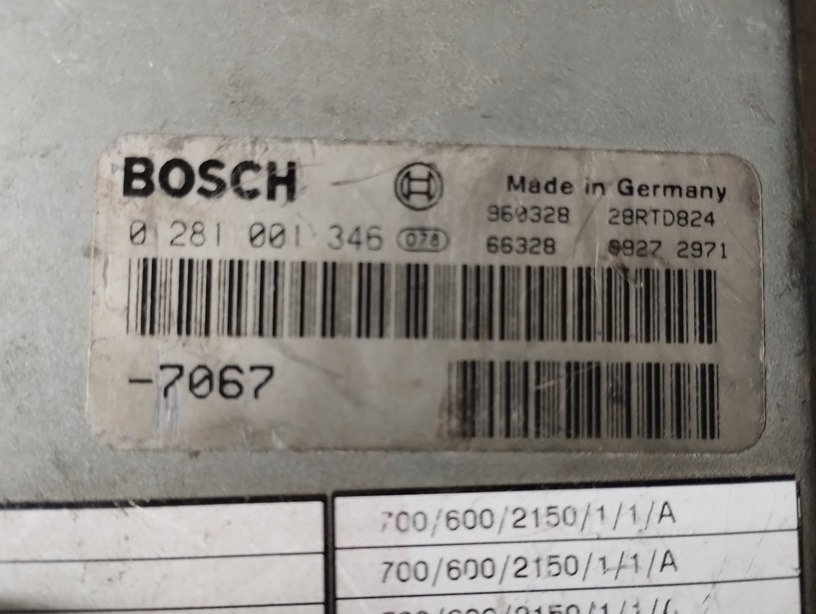 BOSCH
Made in Germany
960328 28RTD824
0 281 001 346 078
66328 0927 2971
-7067
700/600/2150/1/1/A
700/600/2150/1/1/A